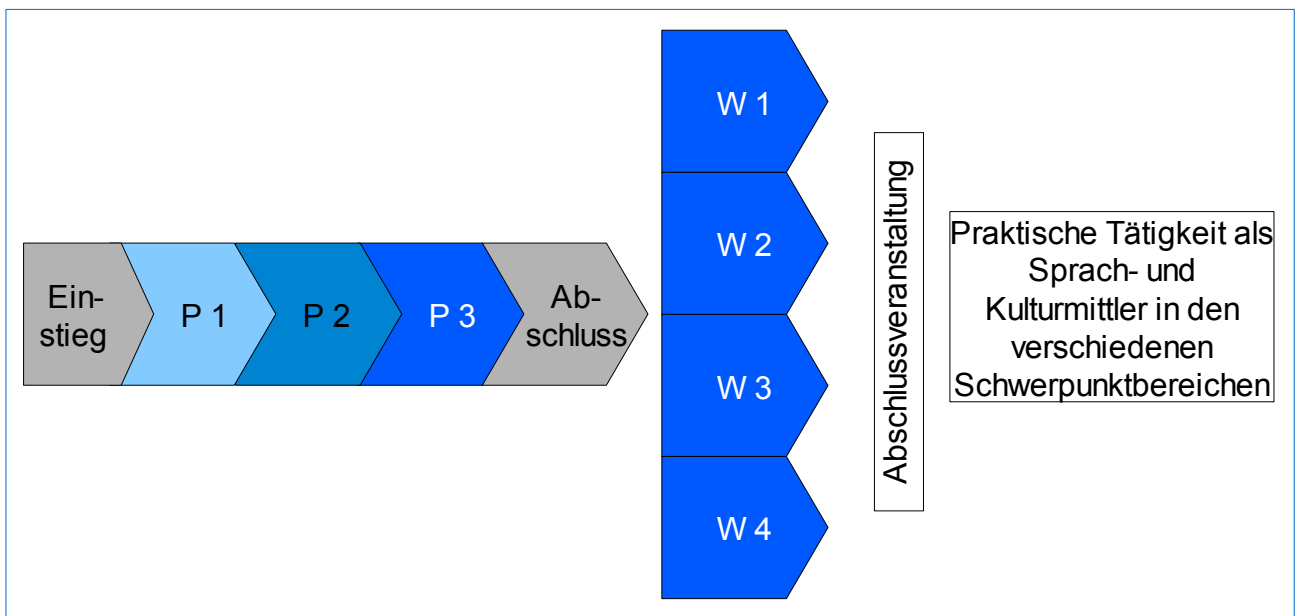 Ein-
stieg
P 1
P 2
P 3
Ab-
schluss
W 1
W 2
W 3
W 4
Abschlussveranstaltung
Praktische Tätigkeit als
Sprach- und
Kulturmittler in den
verschiedenen
Schwerpunktbereichen